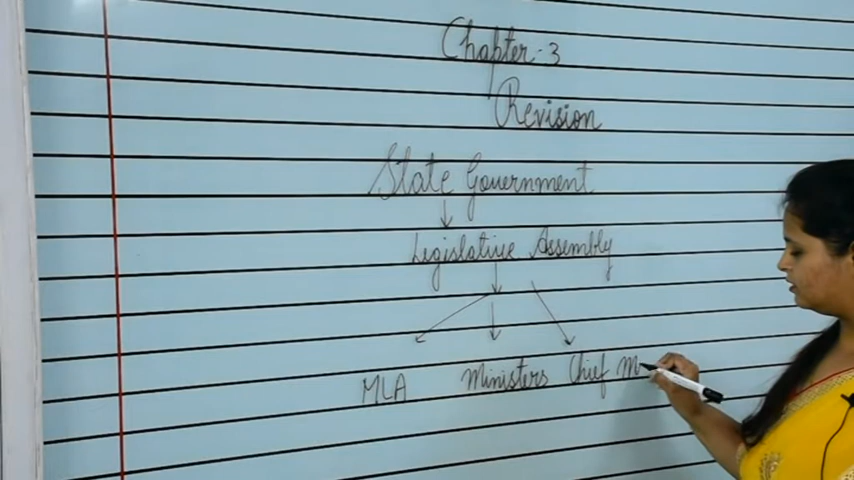 Chapter-3
Revision
State Government
Legislative Assembly
MLA Ministers Chief M